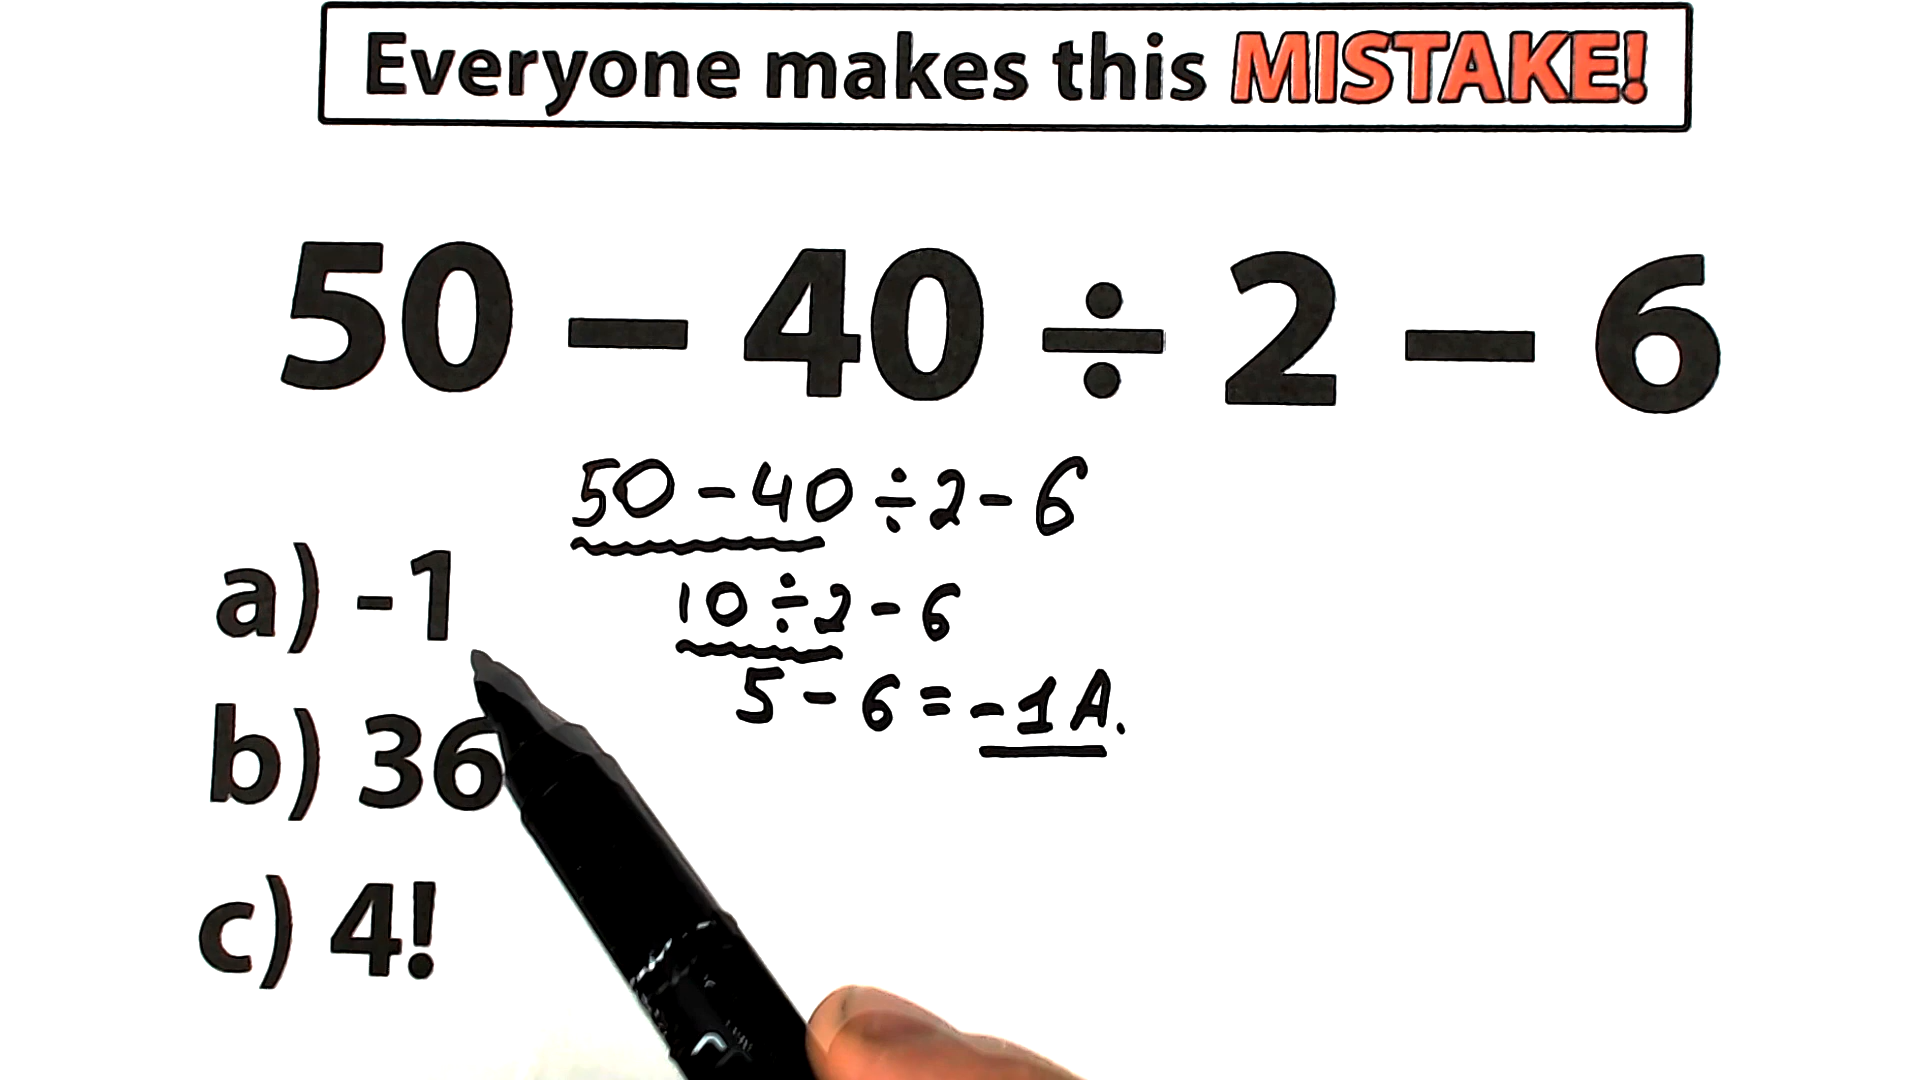 Everyone makes this MISTAKE!
50 – 40 ÷ 2 – 6
50 - 40 ÷ 2 - 6
10 ÷ 2 - 6
5 - 6 = -1 A.
a) -1
b) 36
c) 4!